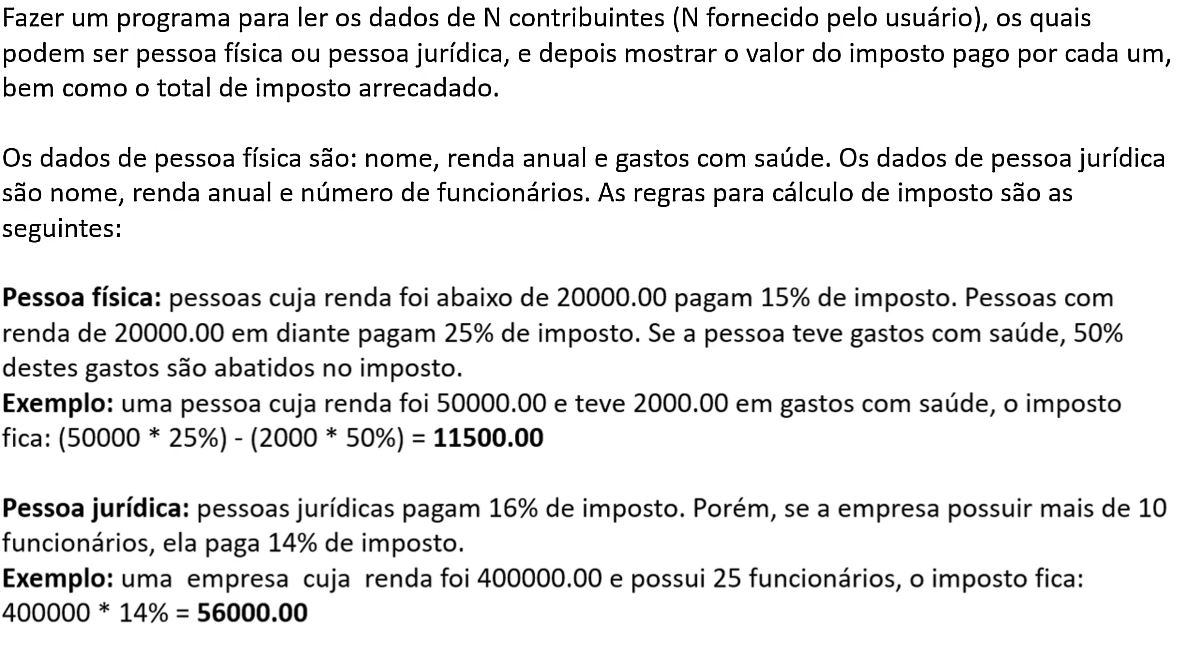 Fazer um programa para ler os dados de N contribuintes (N fornecido pelo usuário), os quais
podem ser pessoa física ou pessoa jurídica, e depois mostrar o valor do imposto pago por cada um,
bem como o total de imposto arrecadado.
Os dados de pessoa física são: nome, renda anual e gastos com saúde. Os dados de pessoa jurídica
são nome, renda anual e número de funcionários. As regras para cálculo de imposto são as
seguintes:
Pessoa física: pessoas cuja renda foi abaixo de 20000.00 pagam 15% de imposto. Pessoas com
renda de 20000.00 em diante pagam 25% de imposto. Se a pessoa teve gastos com saúde, 50%
destes gastos são abatidos no imposto.
Exemplo: uma pessoa cuja renda foi 50000.00 e teve 2000.00 em gastos com saúde, o imposto
fica: (50000 * 25%) - (2000 * 50%) = 11500.00
Pessoa jurídica: pessoas jurídicas pagam 16% de imposto. Porém, se a empresa possuir mais de 10
funcionários, ela paga 14% de imposto.
Exemplo: uma empresa cuja renda foi 400000.00 e possui 25 funcionários, o imposto fica:
400000 * 14% = 56000.00